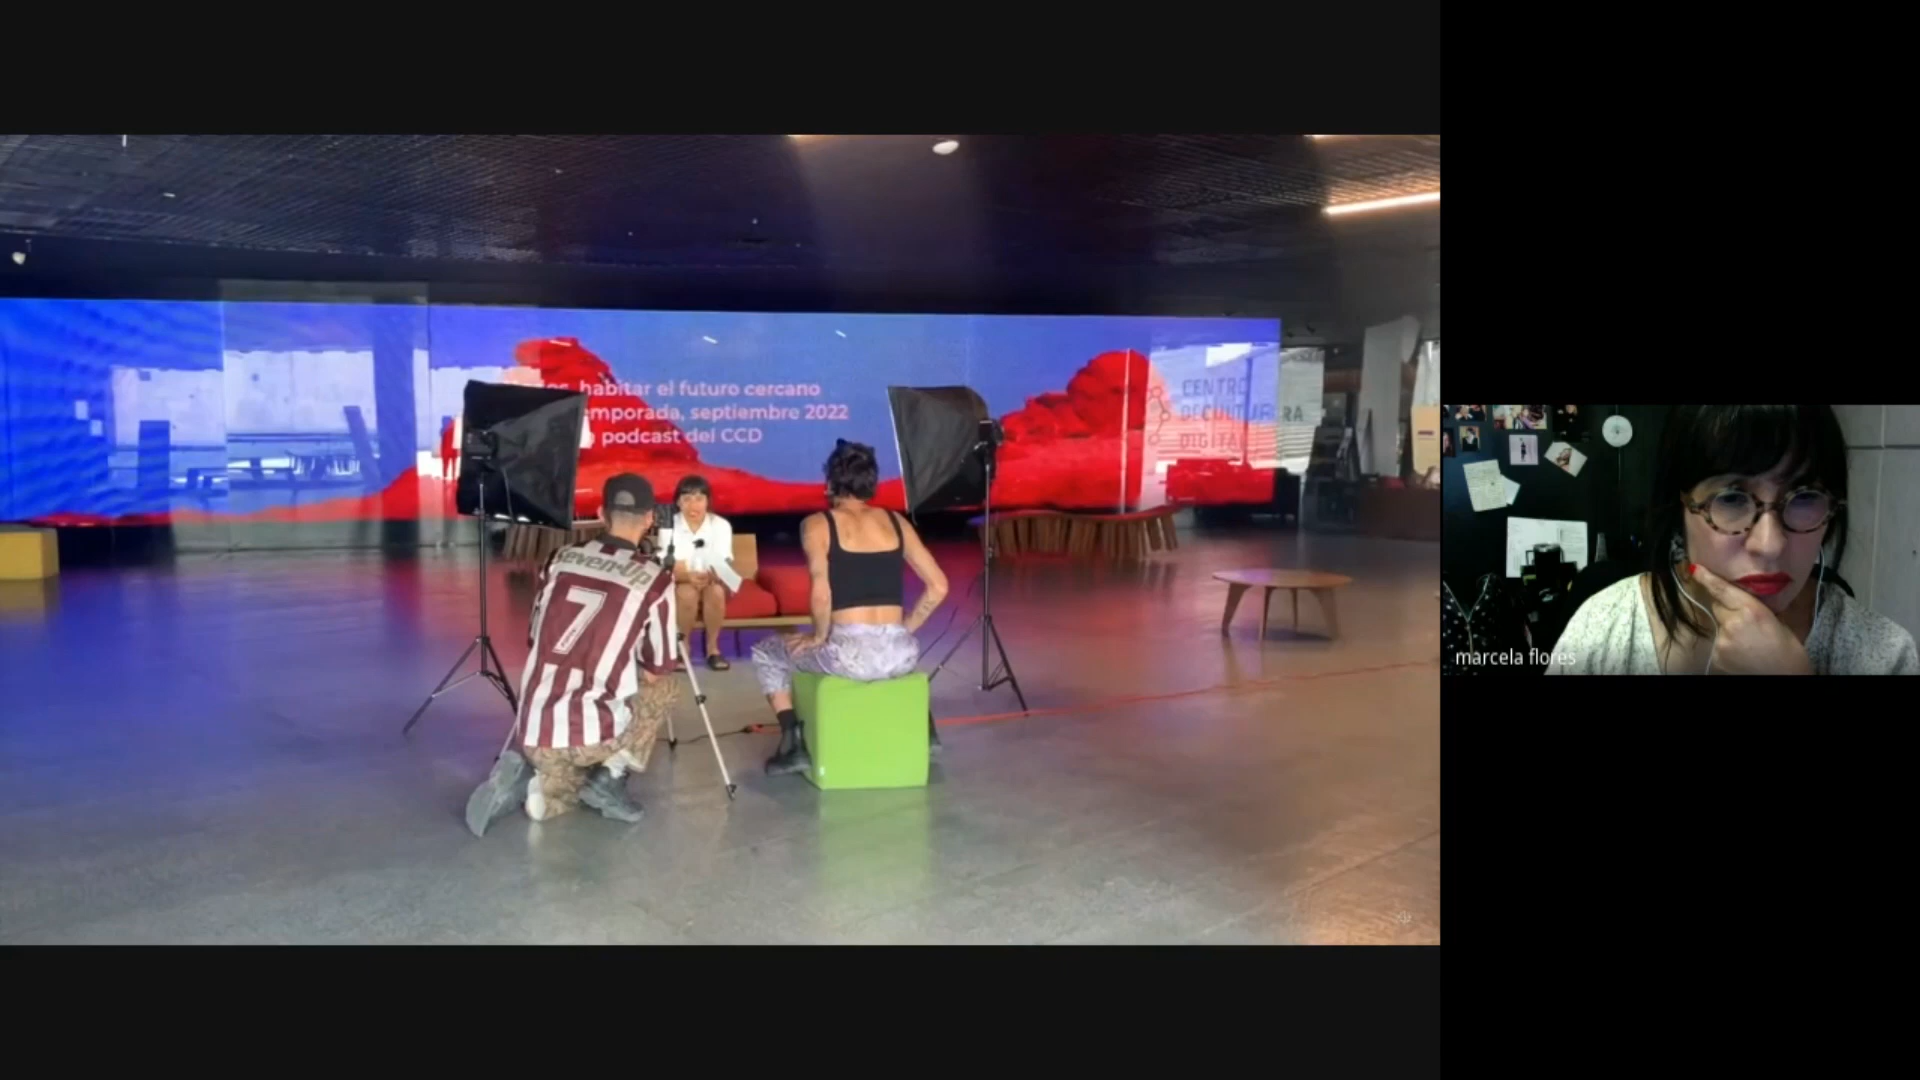 habitar el futuro cercano
emporada, septiembre 2022
podcast del CCD
CENTRO
DE CULTURA
DIGITAL
Seven-Up
7
marcela flores